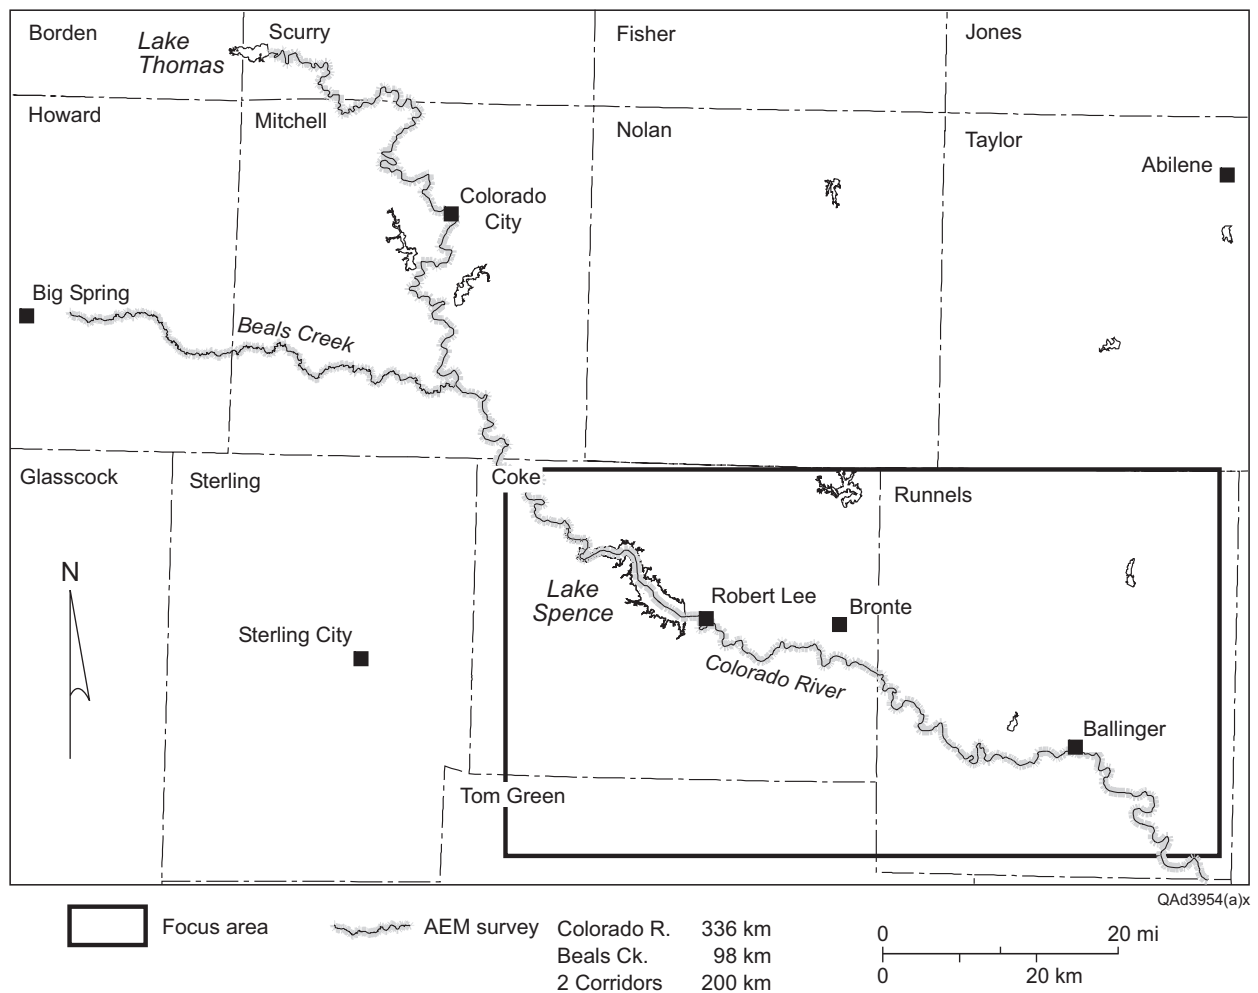 Borden
Scurry
Fisher
Jones
Lake
Thomas
Howard
Mitchell
Nolan
Taylor
Abilene
Colorado
City
Big Spring
Beals Creek
Glasscock
Sterling
Coke
Runnels
N
Lake
Spence
Robert Lee
Bronte
Sterling City
Colorado River
Ballinger
Tom Green
QAd3954(a)x
Focus area
AEM survey
Colorado R. 336 km
Beals Ck. 98 km
2 Corridors 200 km
0 20 mi
0 20 km